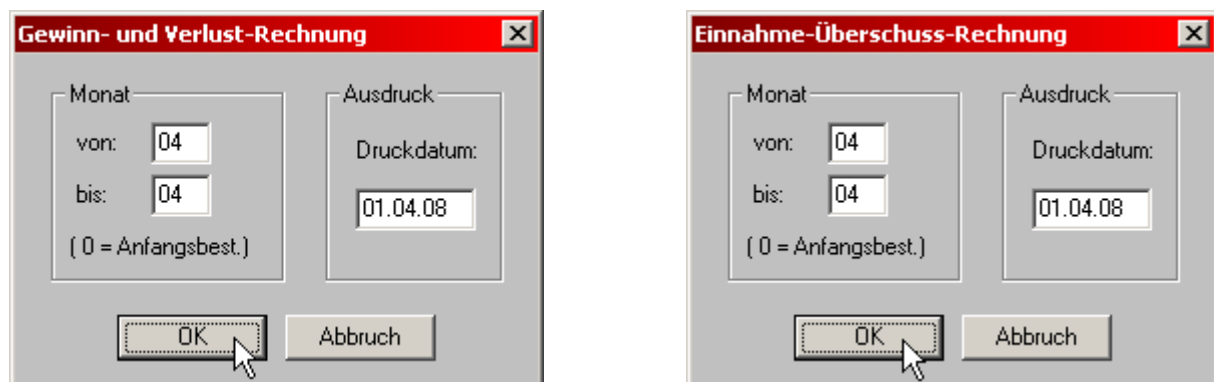 Gewinn- und Verlust-Rechnung
Monat
von: 04
bis: 04
( 0 = Anfangsbest.)
Ausdruck
Druckdatum:
01.04.08
OK
Abbruch
Einnahme-Überschuss-Rechnung
Monat
von: 04
bis: 04
( 0 = Anfangsbest.)
Ausdruck
Druckdatum:
01.04.08
OK
Abbruch